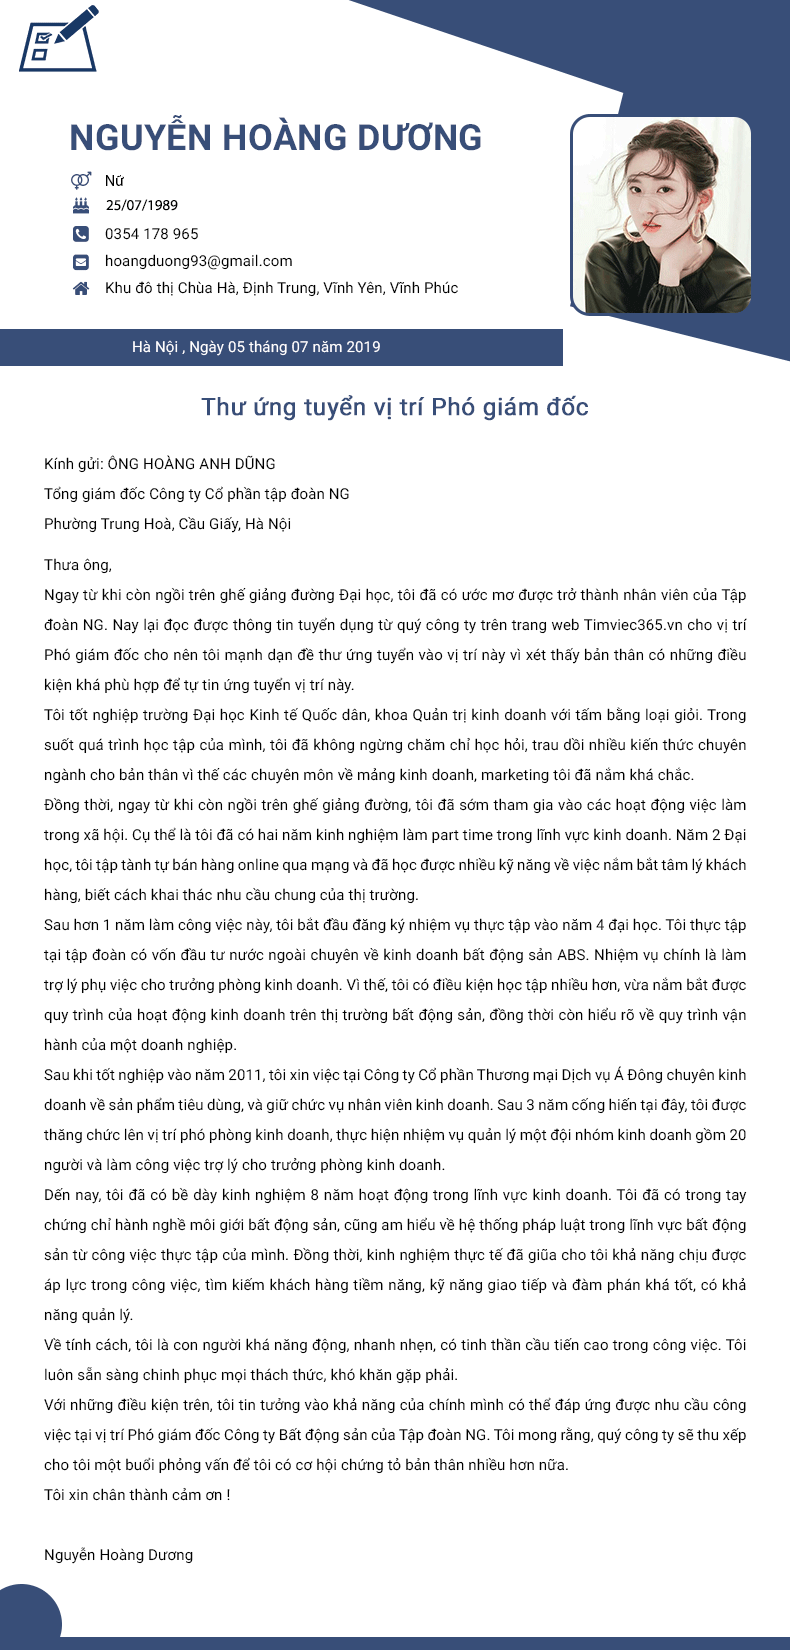 NGUYỄN HOÀNG DƯƠNG
Nữ
25/07/1989
0354 178 965
hoangduong93@gmail.com
Khu đô thị Chùa Hà, Định Trung, Vĩnh Yên, Vĩnh Phúc
Hà Nội , Ngày 05 tháng 07 năm 2019
Thư ứng tuyển vị trí Phó giám đốc
Kính gửi: ÔNG HOÀNG ANH DŨNG
Tổng giám đốc Công ty Cổ phần tập đoàn NG
Phường Trung Hoà, Cầu Giấy, Hà Nội
Thưa ông,
Ngay từ khi còn ngồi trên ghế giảng đường Đại học, tôi đã có ước mơ được trở thành nhân viên của Tập
đoàn NG. Nay lại đọc được thông tin tuyển dụng từ quý công ty trên trang web Timviec365.vn cho vị trí
Phó giám đốc cho nên tôi mạnh dạn đề thư ứng tuyển vào vị trí này vì xét thấy bản thân có những điều
kiện khá phù hợp để tự tin ứng tuyển vị trí này.
Tôi tốt nghiệp trường Đại học Kinh tế Quốc dân, khoa Quản trị kinh doanh với tấm bằng loại giỏi. Trong
suốt quá trình học tập của mình, tôi đã không ngừng chăm chỉ học hỏi, trau dồi nhiều kiến thức chuyên
ngành cho bản thân vì thế các chuyên môn về mảng kinh doanh, marketing tôi đã nắm khá chắc.
Đồng thời, ngay từ khi còn ngồi trên ghế giảng đường, tôi đã sớm tham gia vào các hoạt động việc làm
trong xã hội. Cụ thể là tôi đã có hai năm kinh nghiệm làm part time trong lĩnh vực kinh doanh. Năm 2 Đại
học, tôi tập tành tự bán hàng online qua mạng và đã học được nhiều kỹ năng về việc nắm bắt tâm lý khách
hàng, biết cách khai thác nhu cầu chung của thị trường.
Sau hơn 1 năm làm công việc này, tôi bắt đầu đăng ký nhiệm vụ thực tập vào năm 4 đại học. Tôi thực tập
tại tập đoàn có vốn đầu tư nước ngoài chuyên về kinh doanh bất động sản ABS. Nhiệm vụ chính là làm
trợ lý phụ việc cho trưởng phòng kinh doanh. Vì thế, tôi có điều kiện học tập nhiều hơn, vừa nắm bắt được
quy trình của hoạt động kinh doanh trên thị trường bất động sản, đồng thời còn hiểu rõ về quy trình vận
hành của một doanh nghiệp.
Sau khi tốt nghiệp vào năm 2011, tôi xin việc tại Công ty Cổ phần Thương mại Dịch vụ Á Đông chuyên kinh
doanh về sản phẩm tiêu dùng, và giữ chức vụ nhân viên kinh doanh. Sau 3 năm cống hiến tại đây, tôi được
thăng chức lên vị trí phó phòng kinh doanh, thực hiện nhiệm vụ quản lý một đội nhóm kinh doanh gồm 20
người và làm công việc trợ lý cho trưởng phòng kinh doanh.
Dến nay, tôi đã có bề dày kinh nghiệm 8 năm hoạt động trong lĩnh vực kinh doanh. Tôi đã có trong tay
chứng chỉ hành nghề môi giới bất động sản, cũng am hiểu về hệ thống pháp luật trong lĩnh vực bất động
sản từ công việc thực tập của mình. Đồng thời, kinh nghiệm thực tế đã giũa cho tôi khả năng chịu được
áp lực trong công việc, tìm kiếm khách hàng tiềm năng, kỹ năng giao tiếp và đàm phán khá tốt, có khả
năng quản lý.
Về tính cách, tôi là con người khá năng động, nhanh nhẹn, có tinh thần cầu tiến cao trong công việc. Tôi
luôn sẵn sàng chinh phục mọi thách thức, khó khăn gặp phải.
Với những điều kiện trên, tôi tin tưởng vào khả năng của chính mình có thể đáp ứng được nhu cầu công
việc tại vị trí Phó giám đốc Công ty Bất động sản của Tập đoàn NG. Tôi mong rằng, quý công ty sẽ thu xếp
cho tôi một buổi phỏng vấn để tôi có cơ hội chứng tỏ bản thân nhiều hơn nữa.
Tôi xin chân thành cảm ơn !
Nguyễn Hoàng Dương